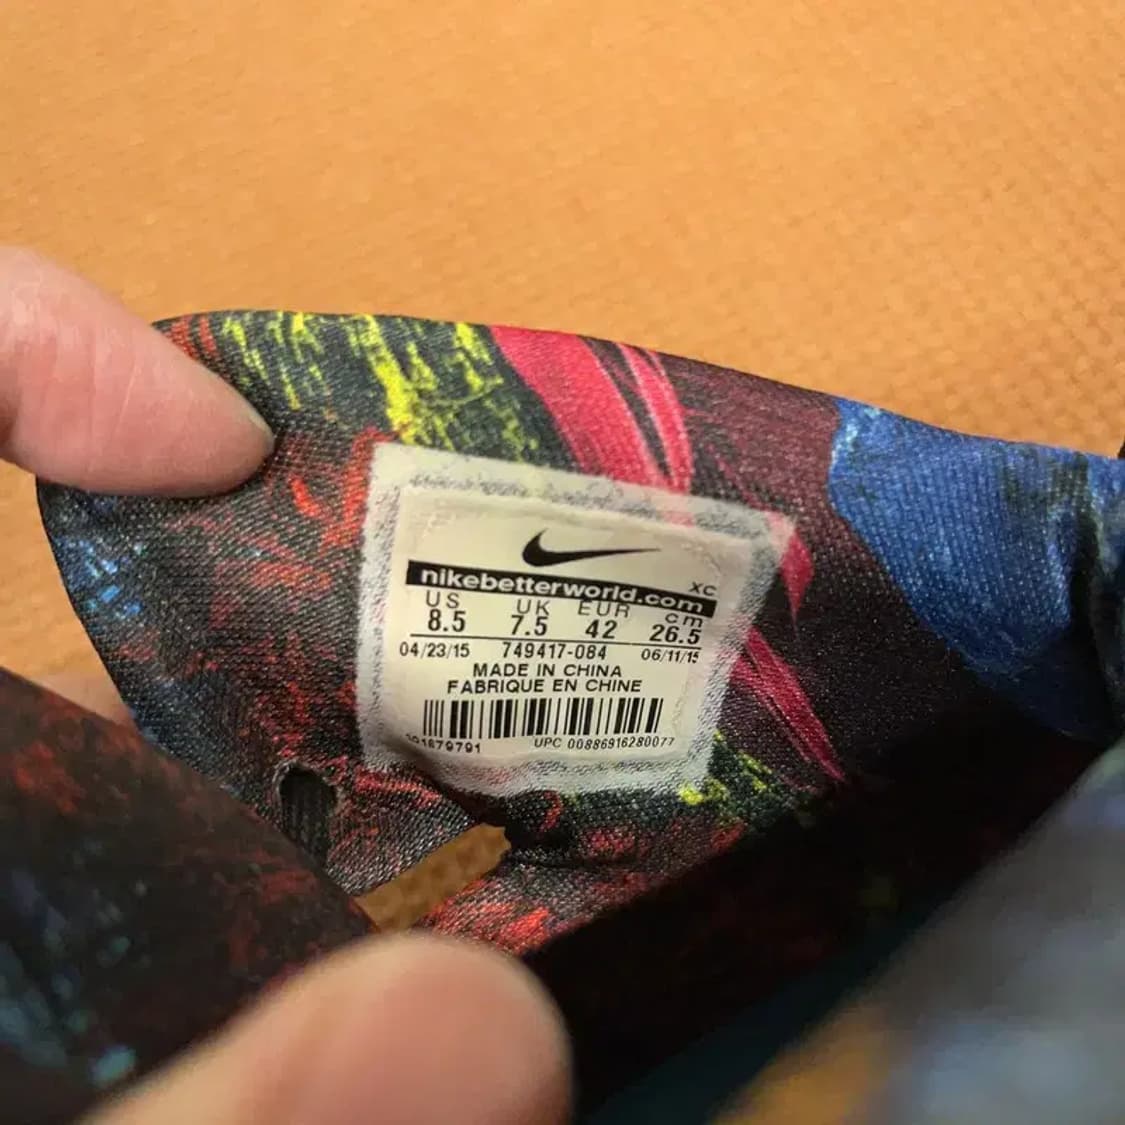 nikebetterworld.com
XC
US UK EUR cm
8.5 7.5 42 26.5
04/23/15 749417-084 06/11/15
MADE IN CHINA
FABRIQUE EN CHINE
UPC 00886916280077